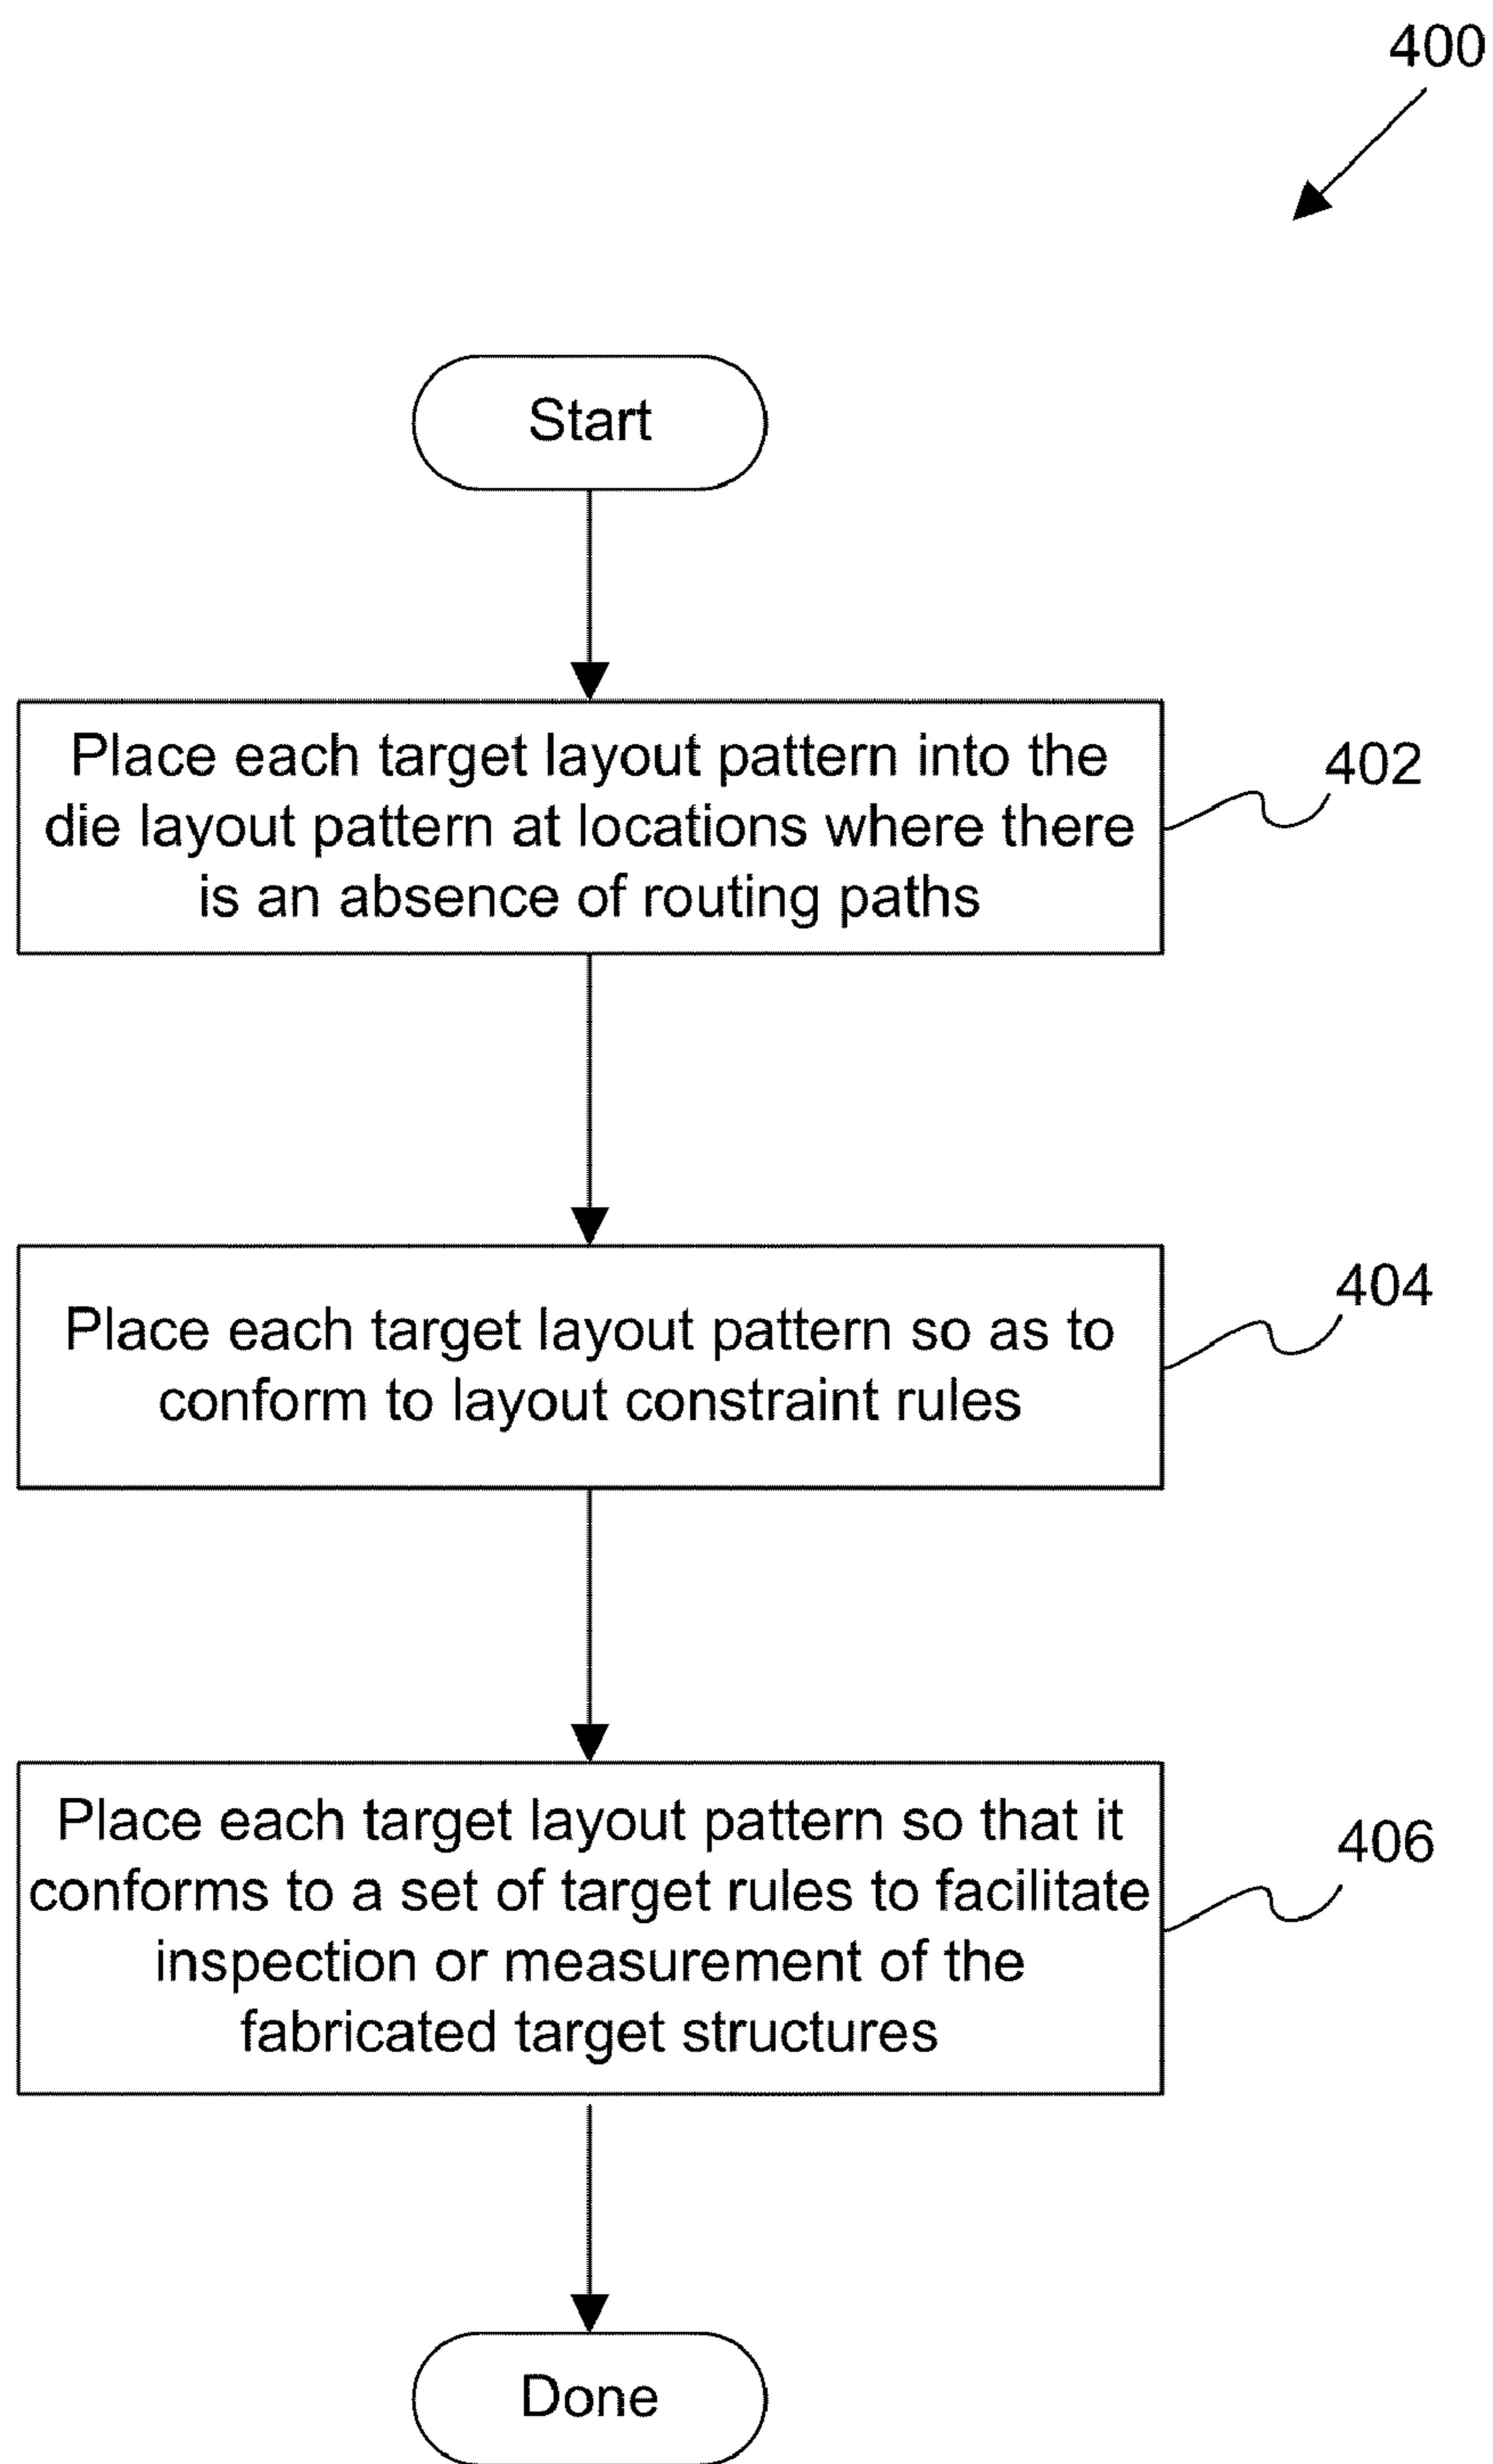 400
Start
Place each target layout pattern into the
die layout pattern at locations where there
is an absence of routing paths
402
Place each target layout pattern so as to
conform to layout constraint rules
404
Place each target layout pattern so that it
conforms to a set of target rules to facilitate
inspection or measurement of the
fabricated target structures
406
Done